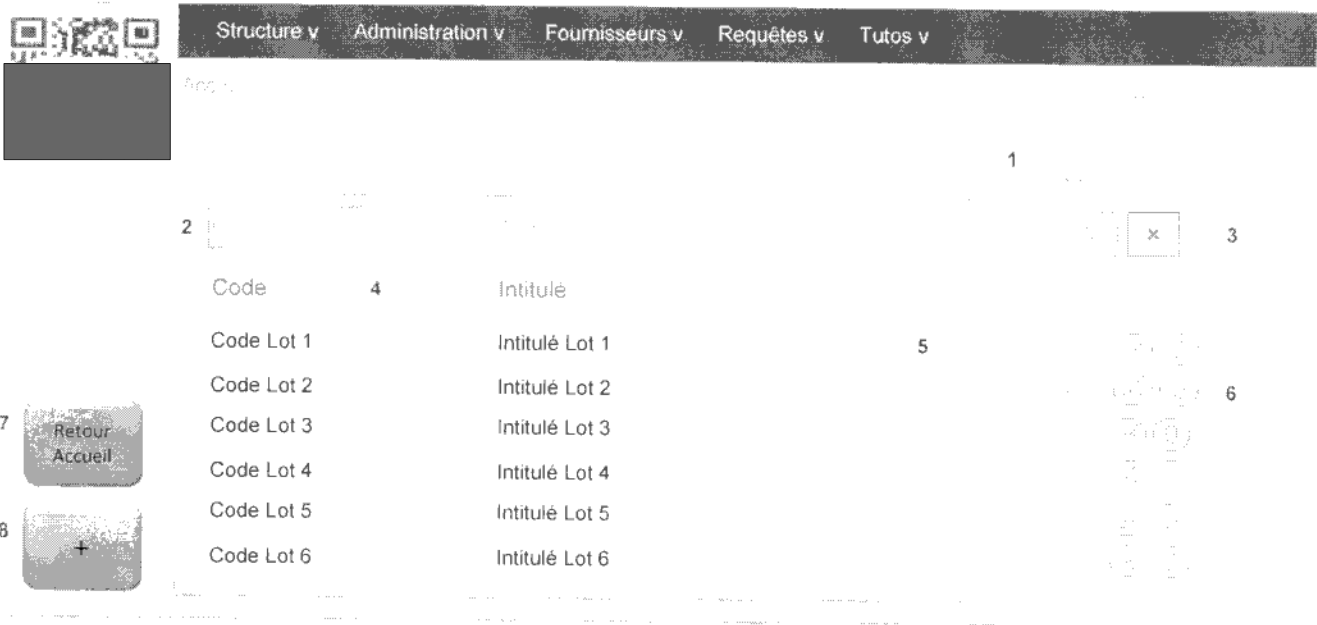 Structure v Administration v Fournisseurs v Requêtes v Tutos v
1
2 × 3
Code 4 Intitulé
Code Lot 1 Intitulé Lot 1 5
Code Lot 2 Intitulé Lot 2 6
7 Retour Accueil
Code Lot 3 Intitulé Lot 3
Code Lot 4 Intitulé Lot 4
Code Lot 5 Intitulé Lot 5
8 +
Code Lot 6 Intitulé Lot 6